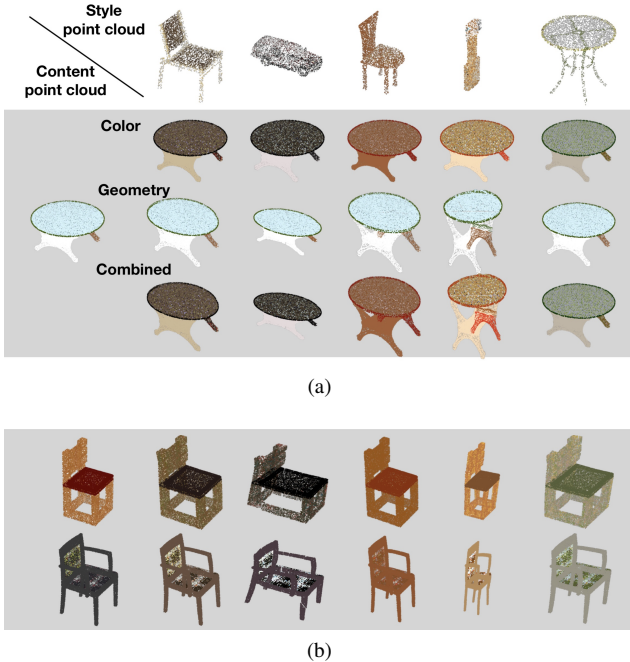 Style
point cloud
Content
point cloud
Color
Geometry
Combined
(a)
(b)